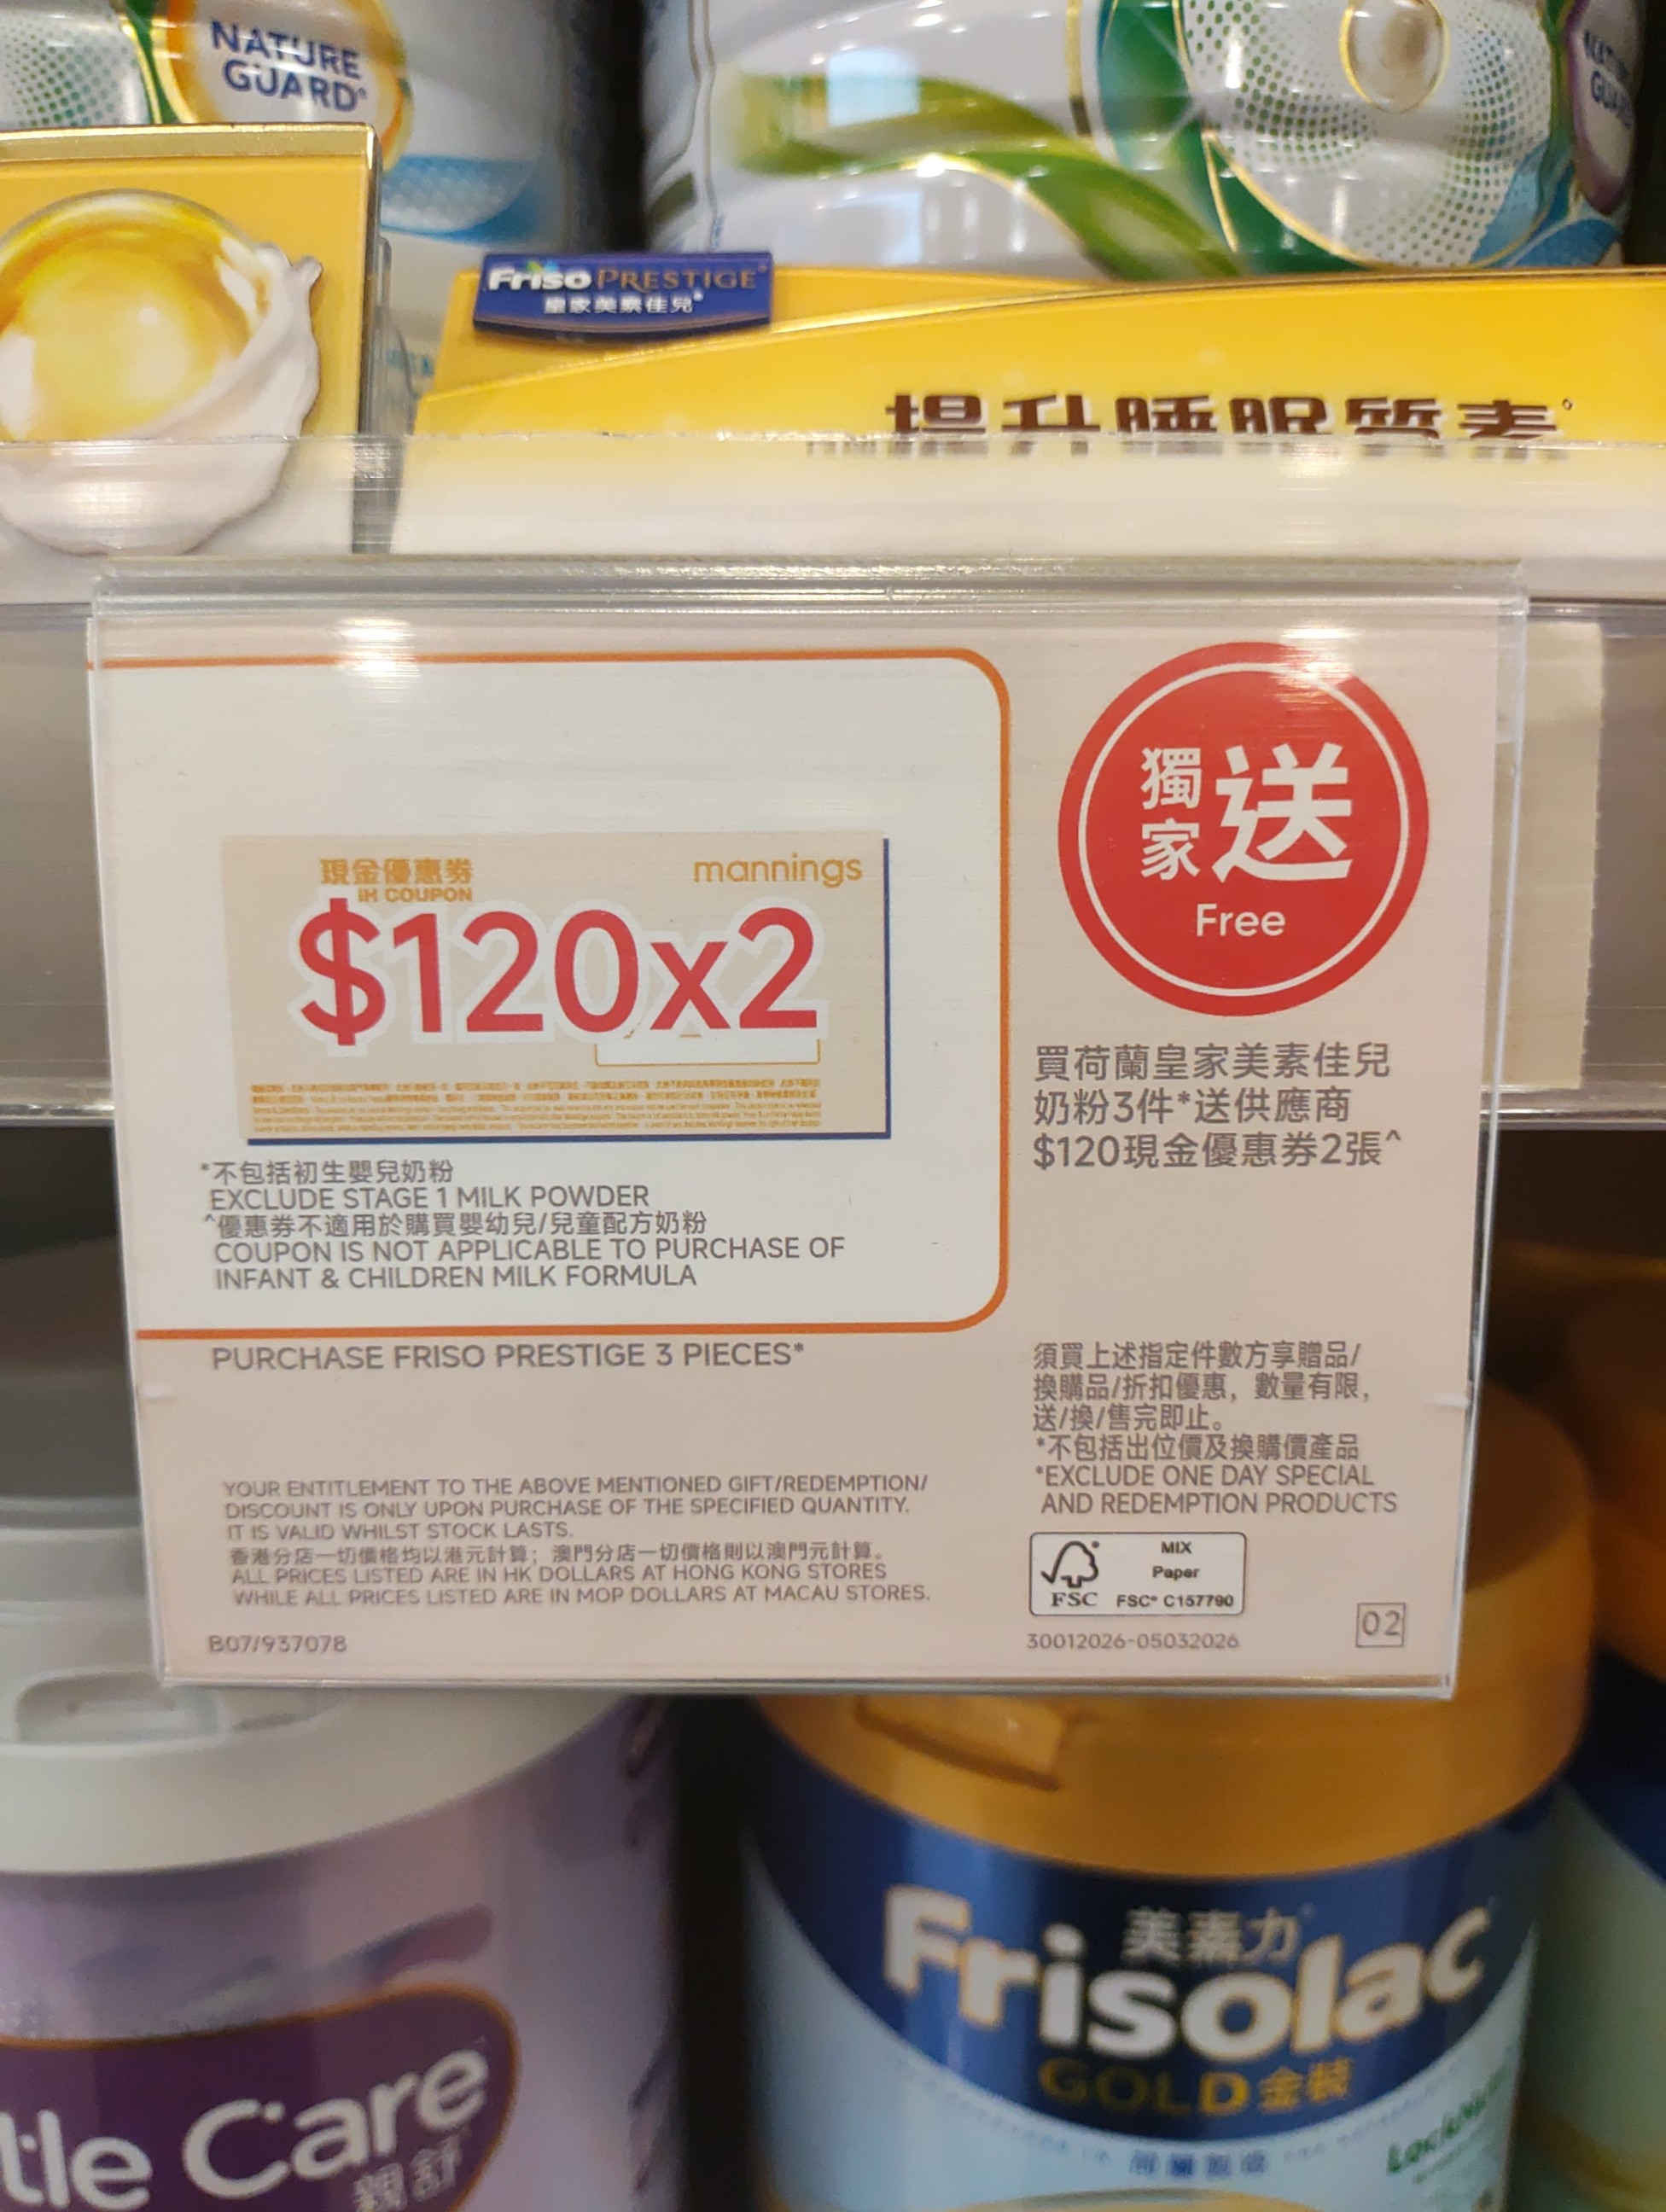 NATURE
GUARD®
Friso PRESTIGE®
皇家美素佳兒®
提升睡眠質素°
獨家送
Free
現金優惠券
mannings
IH COUPON
$120x2
買荷蘭皇家美素佳兒
奶粉3件*送供應商
$120現金優惠券2張^
*不包括初生嬰兒奶粉
EXCLUDE STAGE 1 MILK POWDER
^優惠券不適用於購買嬰幼兒/兒童配方奶粉
COUPON IS NOT APPLICABLE TO PURCHASE OF
INFANT & CHILDREN MILK FORMULA
PURCHASE FRISO PRESTIGE 3 PIECES*
須買上述指定件數方享贈品/
換購品/折扣優惠，數量有限，
送/換/售完即止。
*不包括出位價及換購價產品
*EXCLUDE ONE DAY SPECIAL
AND REDEMPTION PRODUCTS
YOUR ENTITLEMENT TO THE ABOVE MENTIONED GIFT/REDEMPTION/
DISCOUNT IS ONLY UPON PURCHASE OF THE SPECIFIED QUANTITY.
IT IS VALID WHILST STOCK LASTS.
香港分店一切價格均以港元計算；澳門分店一切價格則以澳門元計算。
ALL PRICES LISTED ARE IN HK DOLLARS AT HONG KONG STORES
WHILE ALL PRICES LISTED ARE IN MOP DOLLARS AT MACAU STORES.
FSC
MIX
Paper
FSC® C157790
B07/937078
30012026-05032026
02
美素力
Frisolac
GOLD 金裝
tle Care
親舒